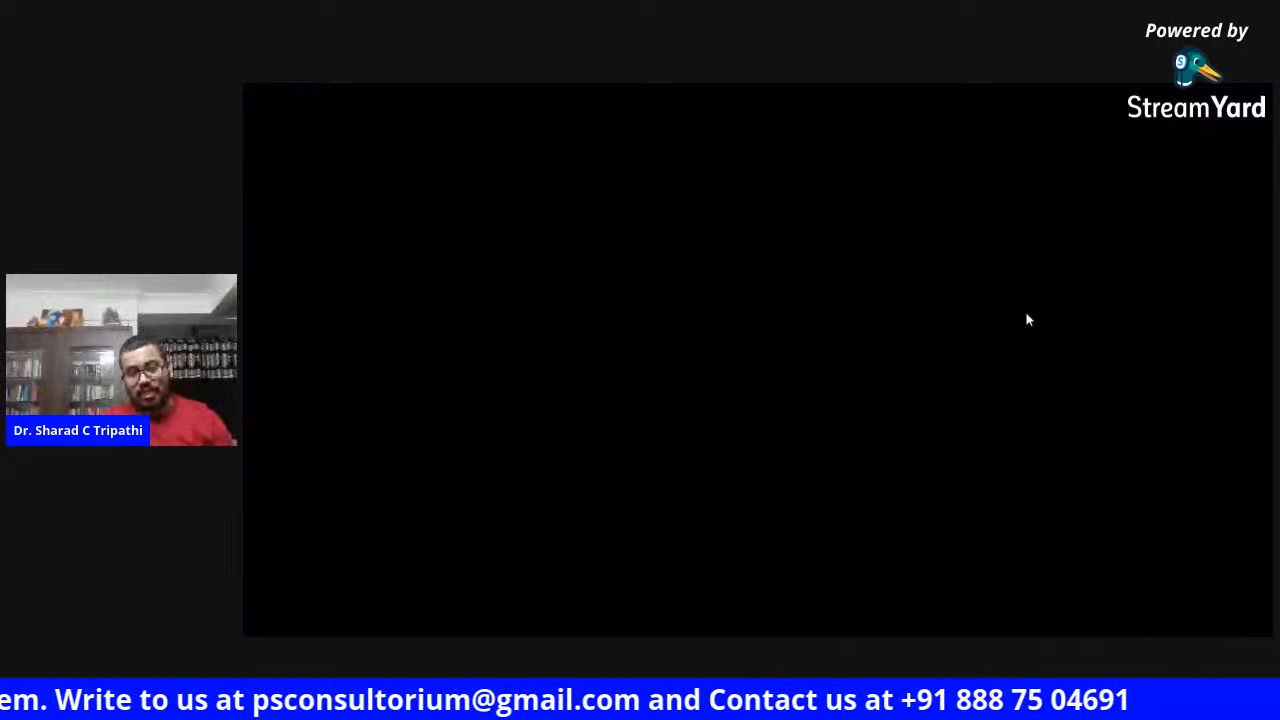 Powered by
StreamYard
Dr. Sharad C Tripathi
em. Write to us at psconsultorium@gmail.com and Contact us at +91 888 75 04691